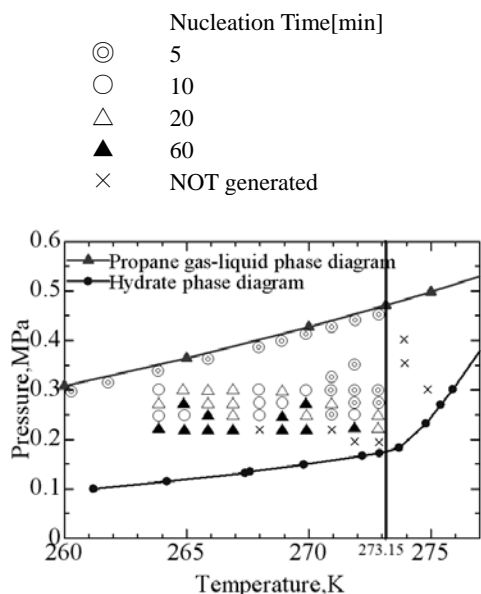 Nucleation Time[min]
◎ 5
○ 10
△ 20
▲ 60
× NOT generated
0.6
Propane gas-liquid phase diagram
Hydrate phase diagram
0.5
0.4
0.3
0.2
0.1
0
Pressure,MPa
260 265 270 273.15 275
Temperature,K